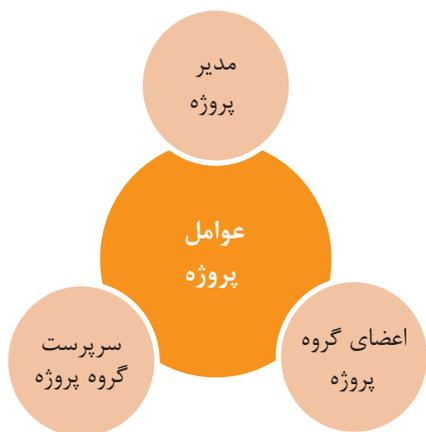 مدیر
پروژه
عوامل
پروژه
اعضای گروه
پروژه
سرپرست
گروه پروژه